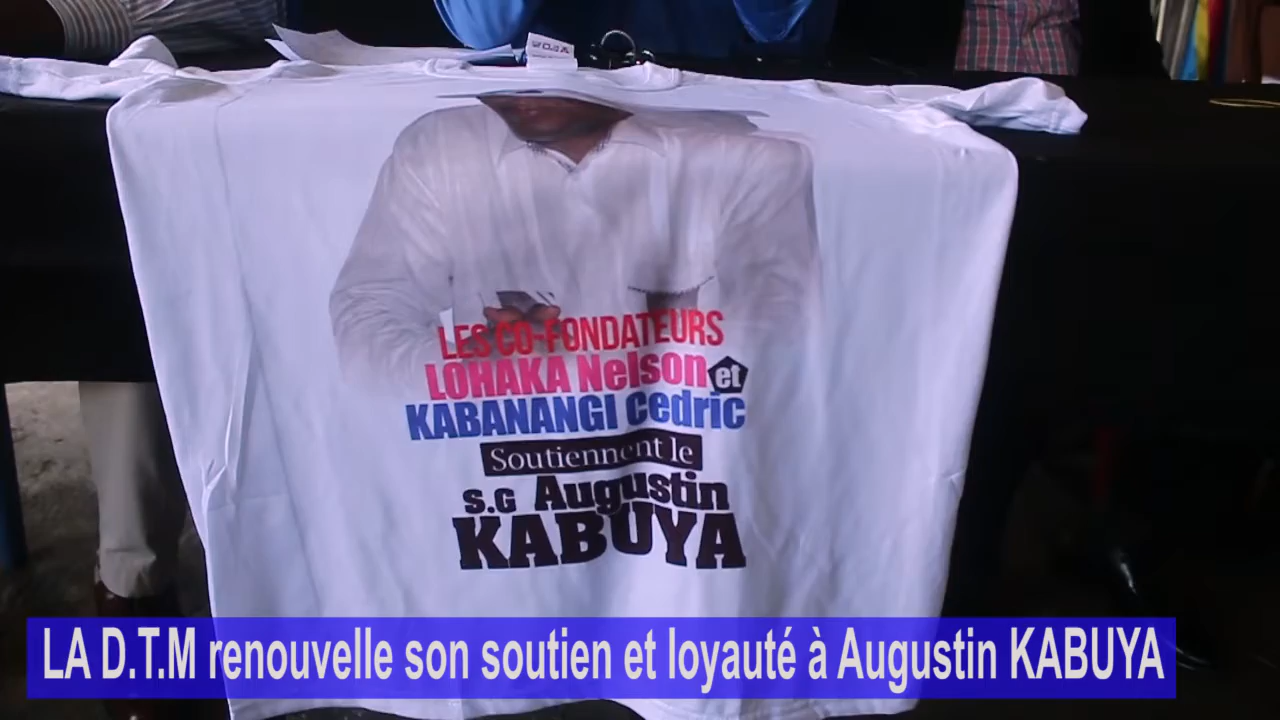 LES CO-FONDATEURS
LOHAKA Nelson et
KABANANGI Cedric
Soutiennent le
S.G Augustin
KABUYA
LA D.T.M renouvelle son soutien et loyauté à Augustin KABUYA